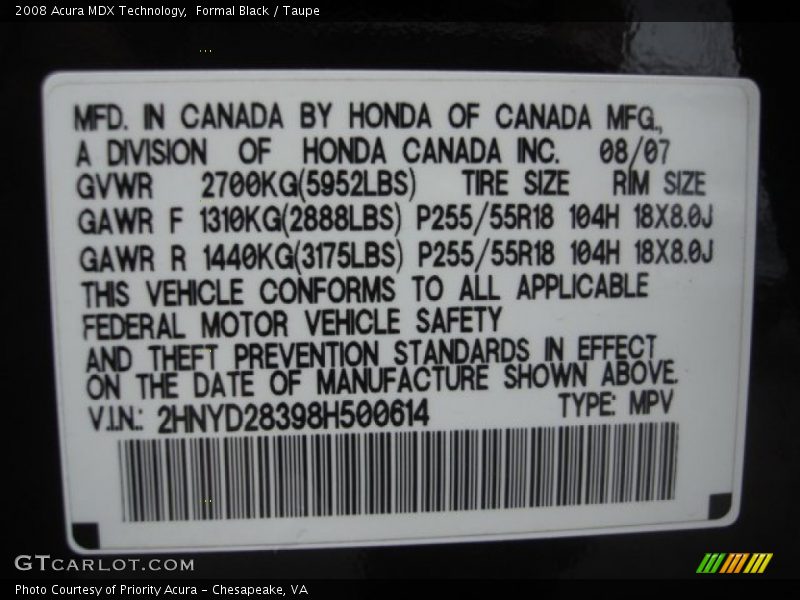 2008 Acura MDX Technology,  Formal Black / Taupe
MFD. IN CANADA BY HONDA OF CANADA MFG.,
A DIVISION OF HONDA CANADA INC. 08/07
GVWR 2700KG(5952LBS) TIRE SIZE RIM SIZE
GAWR F 1310KG(2888LBS) P255/55R18 104H 18X8.0J
GAWR R 1440KG(3175LBS) P255/55R18 104H 18X8.0J
THIS VEHICLE CONFORMS TO ALL APPLICABLE
FEDERAL MOTOR VEHICLE SAFETY
AND THEFT PREVENTION STANDARDS IN EFFECT
ON THE DATE OF MANUFACTURE SHOWN ABOVE.
V.I.N.: 2HNYD28398H500614 TYPE: MPV
GTCARLOT.COM
Photo Courtesy of Priority Acura - Chesapeake, VA